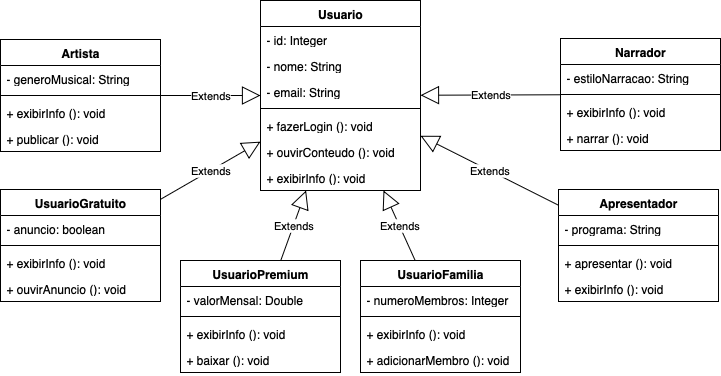 Usuario
- id: Integer
- nome: String
- email: String
+ fazerLogin (): void
+ ouvirConteudo (): void
+ exibirInfo (): void
Artista
- generoMusical: String
+ exibirInfo (): void
+ publicar (): void
Extends
Narrador
- estiloNarracao: String
+ exibirInfo (): void
+ narrar (): void
Extends
UsuarioGratuito
- anuncio: boolean
+ exibirInfo (): void
+ ouvirAnuncio (): void
Extends
Apresentador
- programa: String
+ apresentar (): void
+ exibirInfo (): void
Extends
UsuarioPremium
- valorMensal: Double
+ exibirInfo (): void
+ baixar (): void
Extends
UsuarioFamilia
- numeroMembros: Integer
+ exibirInfo (): void
+ adicionarMembro (): void
Extends